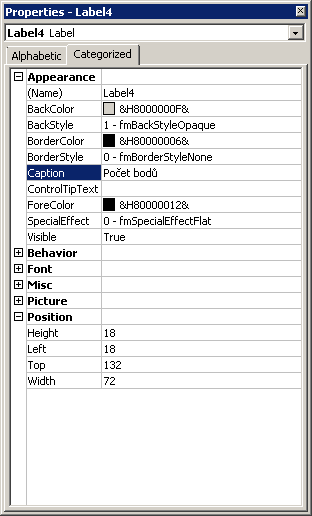 Properties - Label4
Label4 Label
Alphabetic Categorized
Appearance
(Name) Label4
BackColor &H8000000F&
BackStyle 1 - fmBackStyleOpaque
BorderColor &H80000006&
BorderStyle 0 - fmBorderStyleNone
Caption Počet bodů
ControlTipText
ForeColor &H80000012&
SpecialEffect 0 - fmSpecialEffectFlat
Visible True
Behavior
Font
Misc
Picture
Position
Height 18
Left 18
Top 132
Width 72